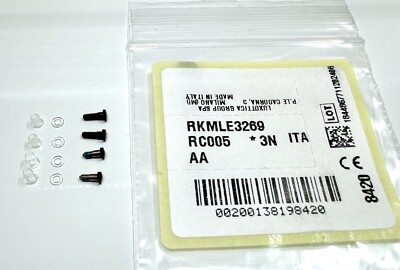 LUXOTTICA GROUP SPA
P.LE CADORNA, 3
MILANO (MI)
MADE IN ITALY
RKMLE3269
RC005 *3N ITA
AA
00200138198420
LOT
CE
8420